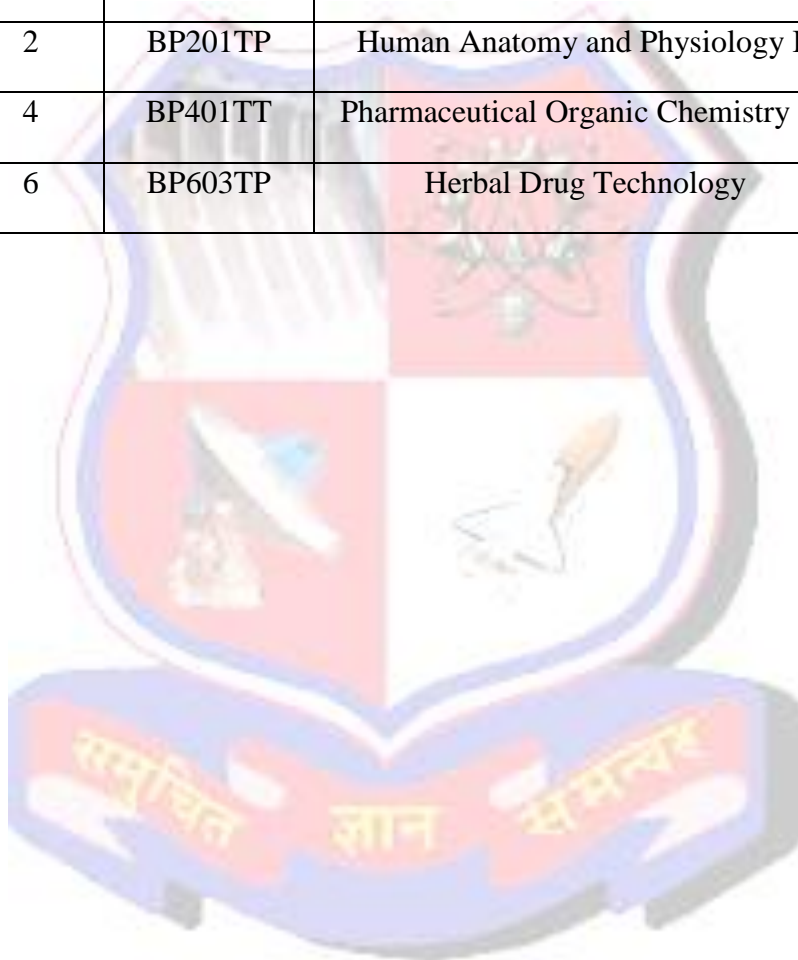 2 BP201TP Human Anatomy and Physiology
4 BP401TT Pharmaceutical Organic Chemistry
6 BP603TP Herbal Drug Technology
समुचित ज्ञान समन्वय